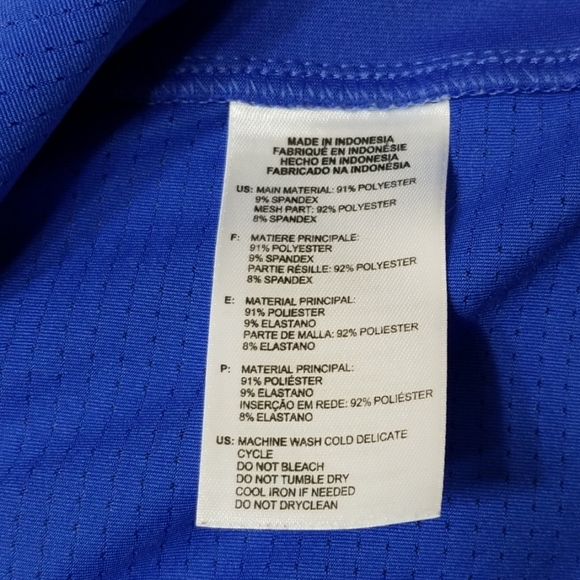 MADE IN INDONESIA
FABRIQUÉ EN INDONÉSIE
HECHO EN INDONESIA
FABRICADO NA INDONÉSIA
US: MAIN MATERIAL: 91% POLYESTER
9% SPANDEX
MESH PART: 92% POLYESTER
8% SPANDEX
F: MATIERE PRINCIPALE:
91% POLYESTER
9% SPANDEX
PARTIE RÉSILLE: 92% POLYESTER
8% SPANDEX
E: MATERIAL PRINCIPAL:
91% POLIESTER
9% ELASTANO
PARTE DE MALLA: 92% POLIESTER
8% ELASTANO
P: MATERIAL PRINCIPAL:
91% POLIÉSTER
9% ELASTANO
INSERÇÃO EM REDE: 92% POLIÉSTER
8% ELASTANO
US: MACHINE WASH COLD DELICATE
CYCLE
DO NOT BLEACH
DO NOT TUMBLE DRY
COOL IRON IF NEEDED
DO NOT DRYCLEAN